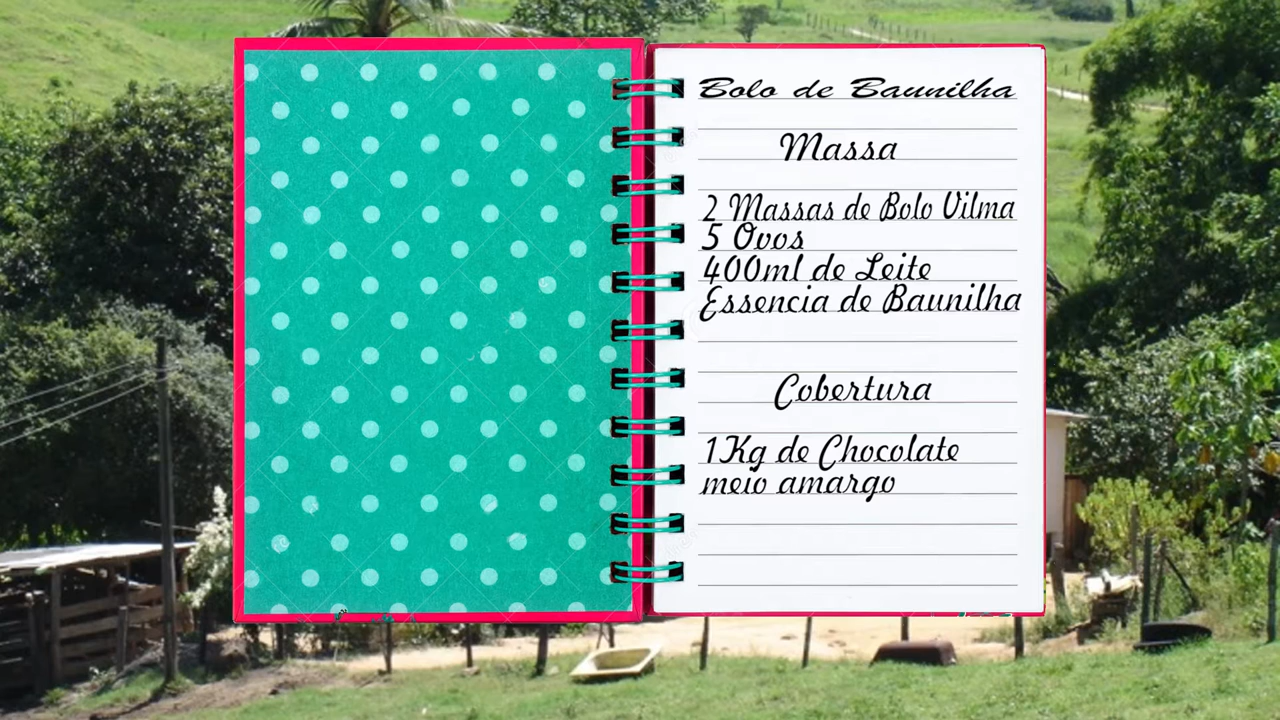 Bolo de Baunilha
Massa
2 Massas de Bolo Vilma
5 Ovos
400ml de Leite
Essencia de Baunilha
Cobertura
1Kg de Chocolate
meio amargo